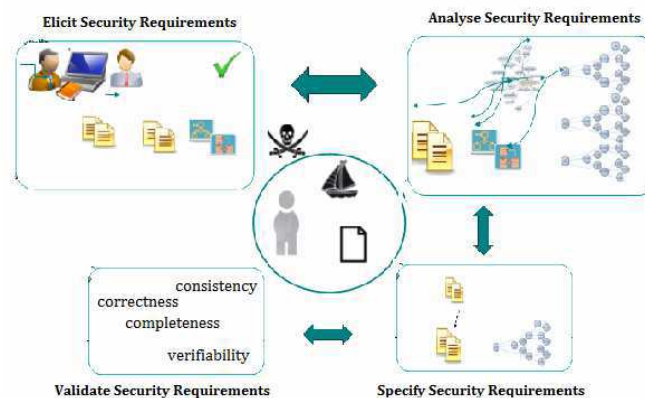 Elicit Security Requirements
Analyse Security Requirements
consistency
correctness
completeness
verifiability
Validate Security Requirements
Specify Security Requirements